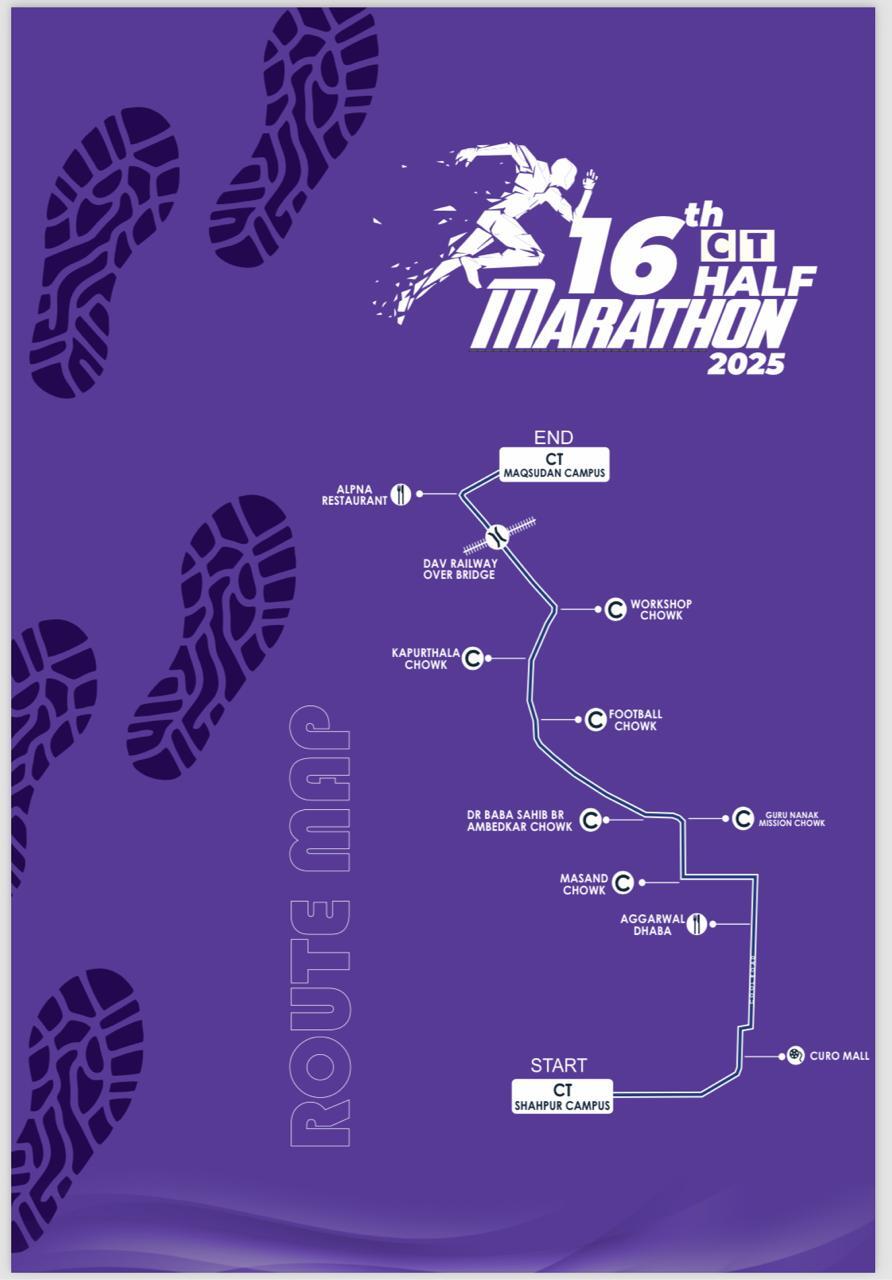 16th CT
HALF
MARATHON
2025
END
CT
MAQSUDAN CAMPUS
ALPNA
RESTAURANT
DAV RAILWAY
OVER BRIDGE
C WORKSHOP
CHOWK
KAPURTHALA C
CHOWK
C FOOTBALL
CHOWK
DR BABA SAHIB BR C
AMBEDKAR CHOWK
C GURU NANAK
MISSION CHOWK
MASAND C
CHOWK
AGGARWAL
DHABA
CURO MALL
START
CT
SHAHPUR CAMPUS
ROUTE MAP